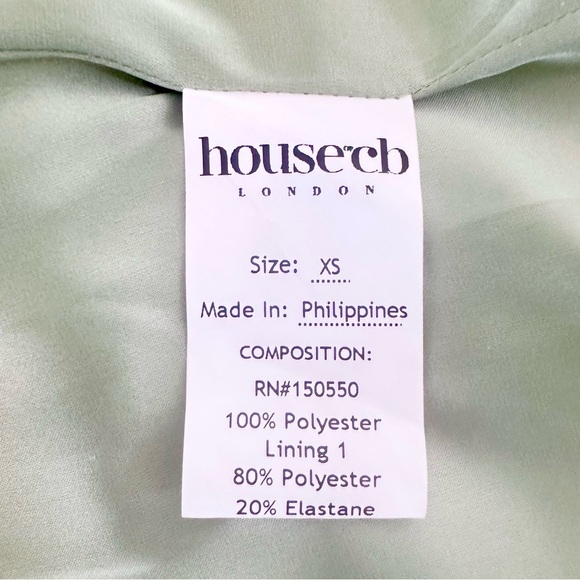 house cb
LONDON
Size: XS
Made In: Philippines
COMPOSITION:
RN#150550
100% Polyester
Lining 1
80% Polyester
20% Elastane